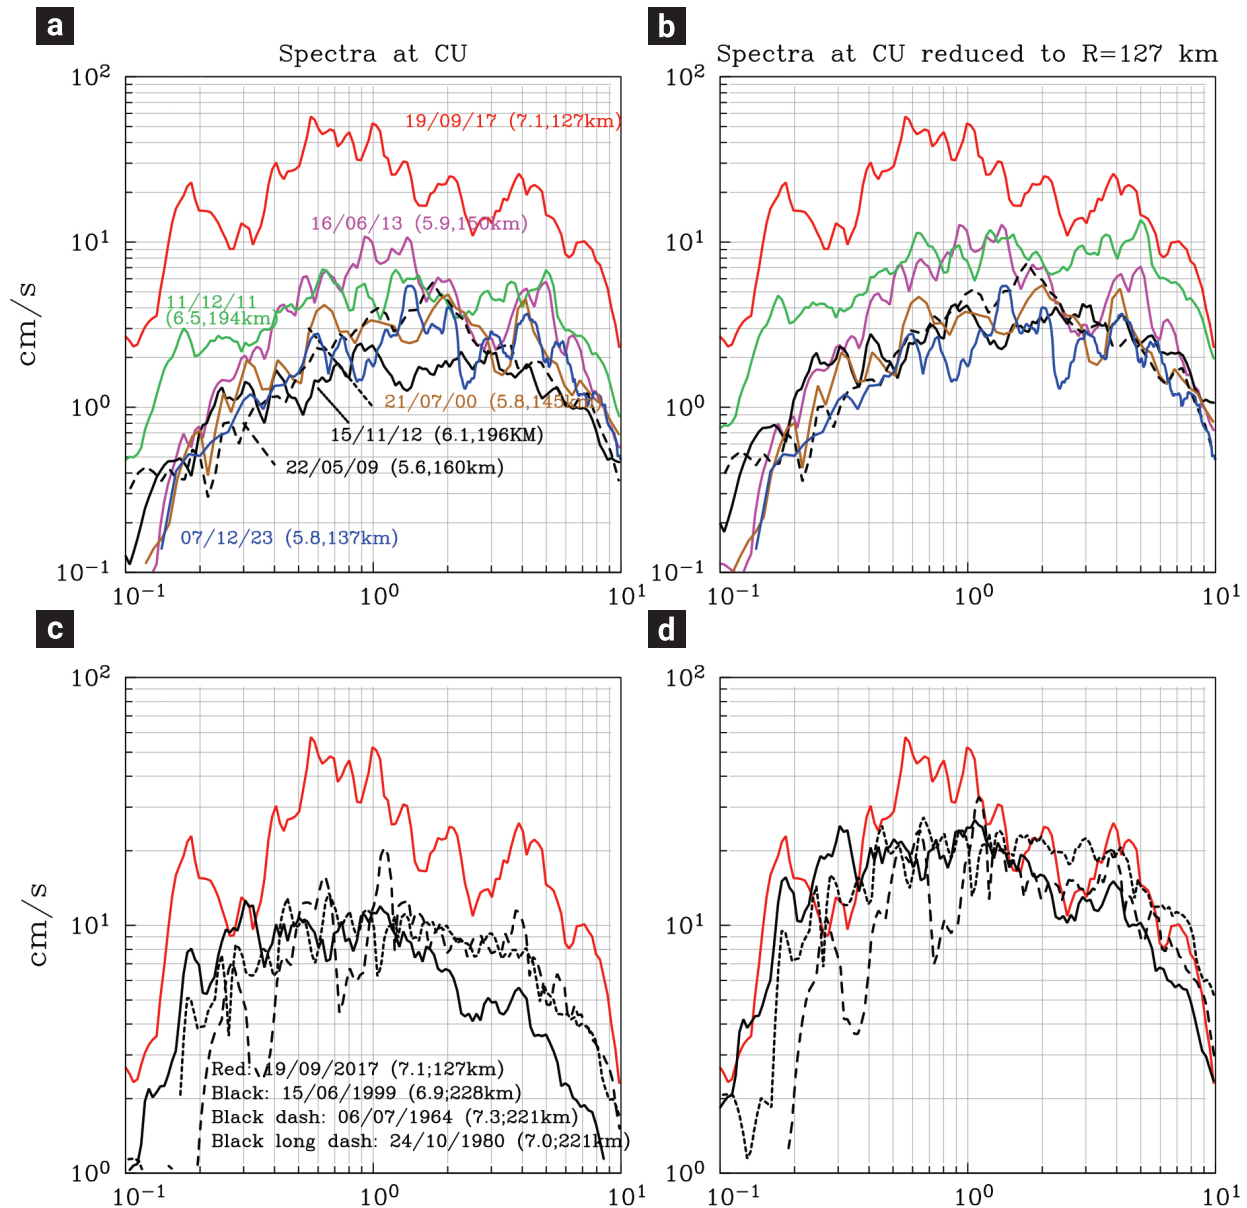 a
b
Spectra at CU
Spectra at CU reduced to R=127 km
10²
10²
19/09/17 (7.1,127km)
16/06/13 (5.9,150km)
10¹
10¹
11/12/11
(6.5,194km)
cm/s
10⁰
10⁰
21/07/00 (5.8,145km)
15/11/12 (6.1,196KM)
22/05/09 (5.6,160km)
07/12/23 (5.8,137km)
10⁻¹
10⁻¹
10⁻¹
10⁰
10¹
10⁻¹
10⁰
10¹
c
d
10²
10²
10¹
10¹
cm/s
Red: 19/09/2017 (7.1;127km)
Black: 15/06/1999 (6.9;228km)
Black dash: 06/07/1964 (7.3;221km)
Black long dash: 24/10/1980 (7.0;221km)
10⁰
10⁰
10⁻¹
10⁰
10¹
10⁻¹
10⁰
10¹